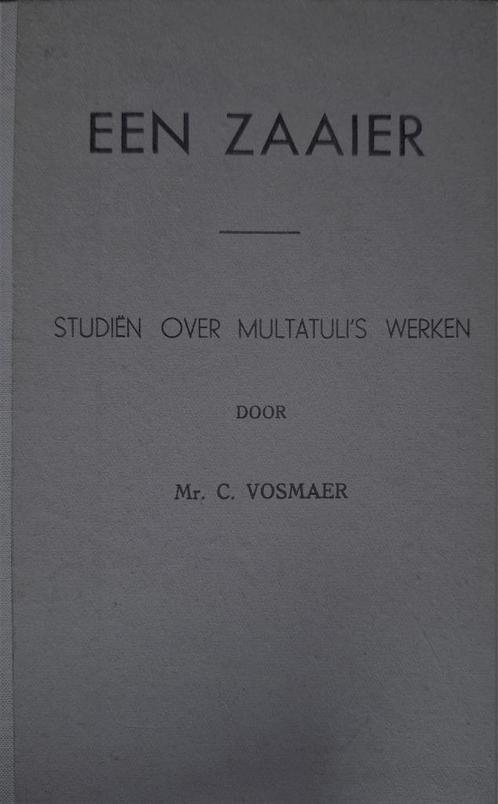 EEN ZAAIER
STUDIËN OVER MULTATULI'S WERKEN
DOOR
Mr. C. VOSMAER